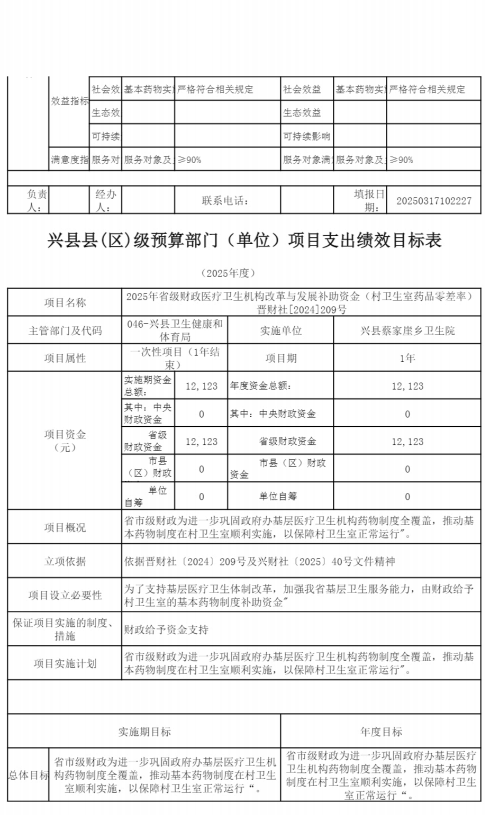 效益指标 社会效 基本药物实 严格符合相关规定 社会效益 基本药物实 严格符合相关规定
生态效 生态效益
可持续 可持续影响
满意度指 服务对 服务对象及 ≥90% 服务对象满 服务对象及 ≥90%
负责人： 经办人： 联系电话： 填报日期： 20250317102227
兴县县(区)级预算部门（单位）项目支出绩效目标表
（2025年度）
项目名称 2025年省级财政医疗卫生机构改革与发展补助资金（村卫生室药品零差率）
晋财社[2024]209号
主管部门及代码 046-兴县卫生健康和体育局 实施单位 兴县蔡家崖乡卫生院
项目属性 一次性项目（1年结束） 项目期 1年
项目资金（元） 实施期资金总额： 12,123 年度资金总额： 12,123
其中：中央财政资金 0 其中：中央财政资金 0
省级财政资金 12,123 省级财政资金 12,123
市县（区）财政 0 市县（区）财政资金 0
单位自筹 0 单位自筹 0
项目概况 省市级财政为进一步巩固政府办基层医疗卫生机构药物制度全覆盖，推动基
本药物制度在村卫生室顺利实施，以保障村卫生室正常运行"。
立项依据 依据晋财社〔2024〕209号及兴财社〔2025〕40号文件精神
项目设立必要性 为了支持基层医疗卫生体制改革，加强我省基层卫生服务能力，由财政给予
村卫生室的基本药物制度补助资金"
保证项目实施的制度、措施 财政给予资金支持
项目实施计划 省市级财政为进一步巩固政府办基层医疗卫生机构药物制度全覆盖，推动基
本药物制度在村卫生室顺利实施，以保障村卫生室正常运行"。
实施期目标 年度目标
总体目标 省市级财政为进一步巩固政府办基层医疗卫生机构药物制度全覆盖，推动基本药物制度在村卫生室顺利实施，以保障村卫生室正常运行“。 省市级财政为进一步巩固政府办基层医疗卫生机构药物制度全覆盖，推动基本药物制度在村卫生室顺利实施，以保障村卫生室正常运行“。